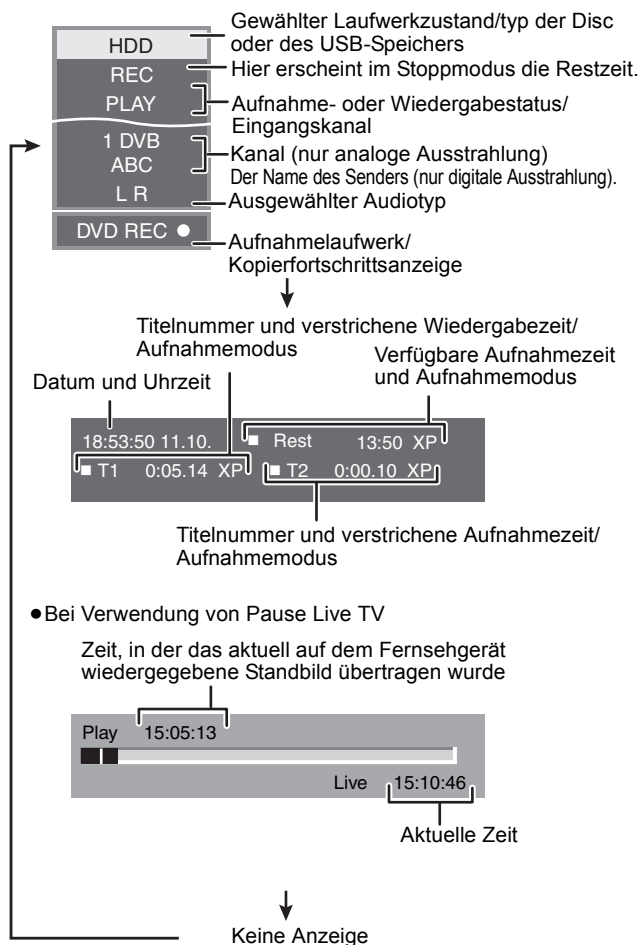 HDD
Gewählter Laufwerkzustand/typ der Disc
oder des USB-Speichers
REC
Hier erscheint im Stoppmodus die Restzeit.
PLAY
Aufnahme- oder Wiedergabestatus/
Eingangskanal
1 DVB
ABC
Kanal (nur analoge Ausstrahlung)
Der Name des Senders (nur digitale Ausstrahlung).
L R
Ausgewählter Audiotyp
DVD REC ●
Aufnahmelaufwerk/
Kopierfortschrittsanzeige
Titelnummer und verstrichene Wiedergabezeit/
Aufnahmemodus
Verfügbare Aufnahmezeit
und Aufnahmemodus
Datum und Uhrzeit
18:53:50 11.10. ■ Rest 13:50 XP
■ T1 0:05.14 XP ■ T2 0:00.10 XP
Titelnummer und verstrichene Aufnahmezeit/
Aufnahmemodus
●Bei Verwendung von Pause Live TV
Zeit, in der das aktuell auf dem Fernsehgerät
wiedergegebene Standbild übertragen wurde
Play 15:05:13
Live 15:10:46
Aktuelle Zeit
Keine Anzeige